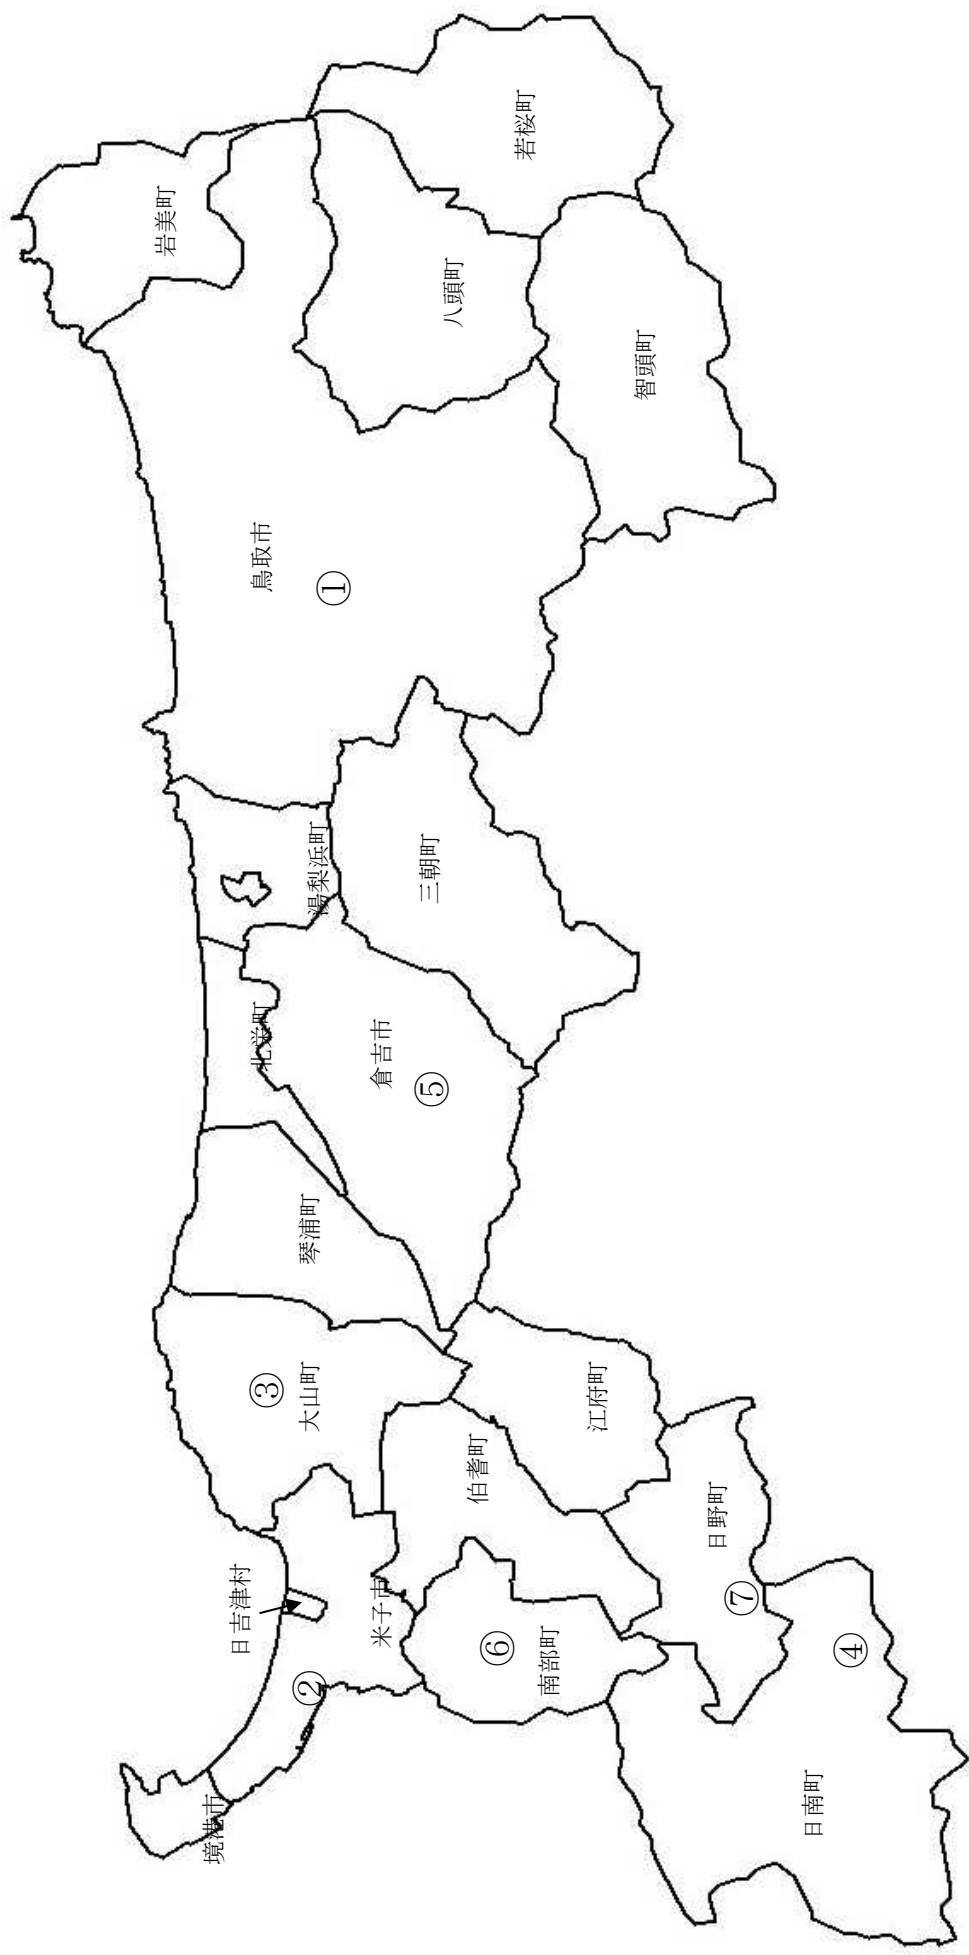 岩美町
若桜町
八頭町
智頭町
鳥取市
①
湯梨浜町
三朝町
北栄町
倉吉市
⑤
琴浦町
③
大山町
江府町
伯耆町
日野町
⑦
日吉津村
米子市
②
⑥
南部町
④
日南町
境港市